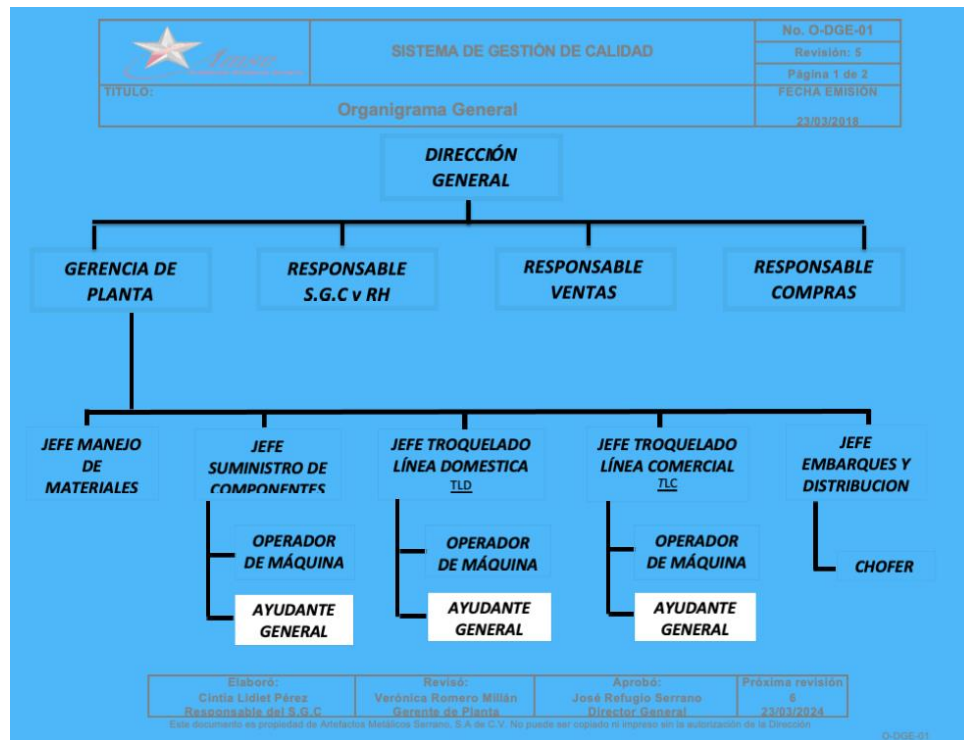 No. O-DGE-01
SISTEMA DE GESTIÓN DE CALIDAD
Revisión: 5
Página 1 de 2
TITULO:
FECHA EMISIÓN
Organigrama General
23/03/2018
DIRECCIÓN
GENERAL
GERENCIA DE
PLANTA
RESPONSABLE
S.G.C y RH
RESPONSABLE
VENTAS
RESPONSABLE
COMPRAS
JEFE MANEJO
DE
MATERIALES
JEFE
SUMINISTRO DE
COMPONENTES
JEFE TROQUELADO
LÍNEA DOMESTICA
TLD
JEFE TROQUELADO
LÍNEA COMERCIAL
TLC
JEFE
EMBARQUES Y
DISTRIBUCION
OPERADOR
DE MÁQUINA
AYUDANTE
GENERAL
OPERADOR
DE MÁQUINA
AYUDANTE
GENERAL
OPERADOR
DE MÁQUINA
AYUDANTE
GENERAL
CHOFER
Elaboró:
Cintia Lidiet Pérez
Responsable del S.G.C
Revisó:
Verónica Romero Millán
Gerente de Planta
Aprobó:
José Refugio Serrano
Director General
Próxima revisión
6
23/03/2024
Este documento es propiedad de Artefactos Metálicos Serrano, S.A de C.V. No puede ser copiado ni impreso sin la autorización de la Dirección
O-DGE-01